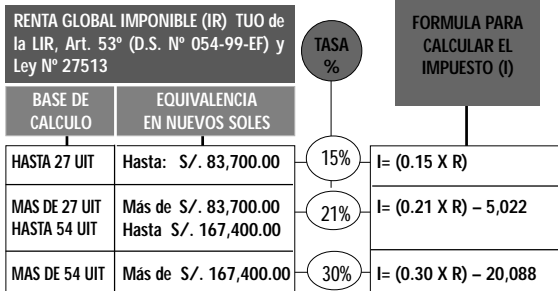 RENTA GLOBAL IMPONIBLE (IR) TUO de
la LIR, Art. 53º (D.S. Nº 054-99-EF) y
Ley Nº 27513
TASA
%
FORMULA PARA
CALCULAR EL
IMPUESTO (I)
BASE DE
CALCULO
EQUIVALENCIA
EN NUEVOS SOLES
HASTA 27 UIT
Hasta: S/. 83,700.00
15%
I= (0.15 X R)
MAS DE 27 UIT
HASTA 54 UIT
Más de S/. 83,700.00
Hasta S/. 167,400.00
21%
I= (0.21 X R) – 5,022
MAS DE 54 UIT
Más de S/. 167,400.00
30%
I= (0.30 X R) – 20,088